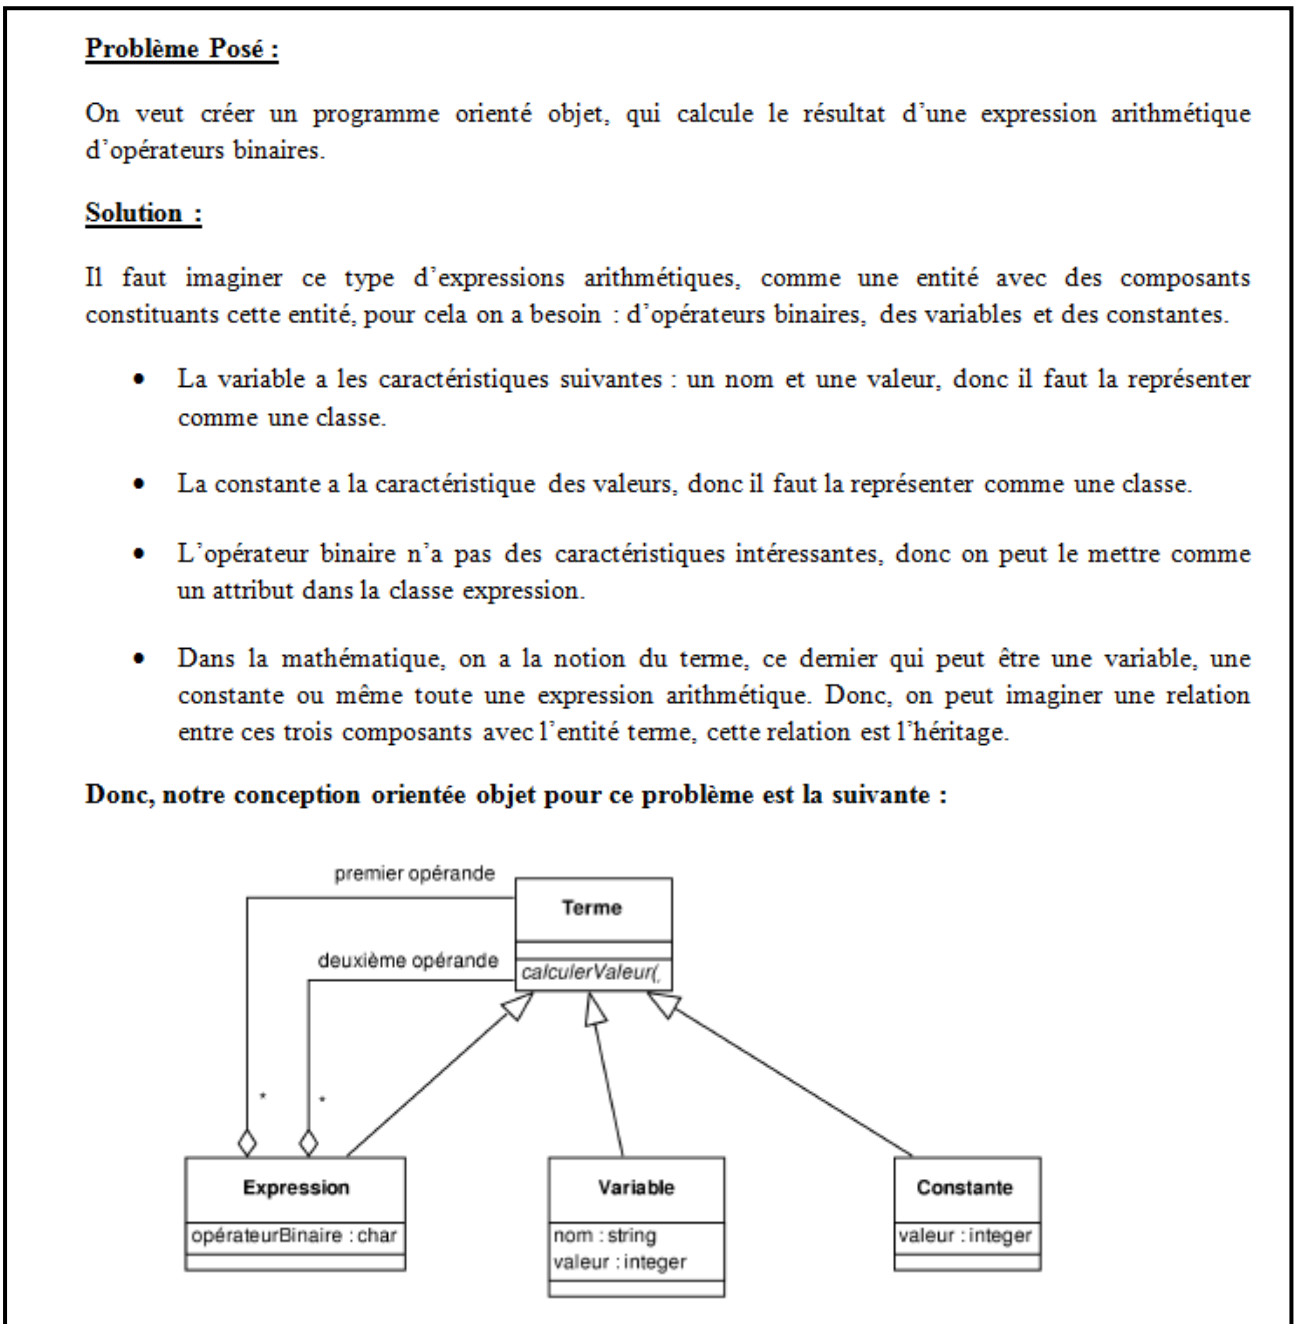 Problème Posé :
On veut créer un programme orienté objet, qui calcule le résultat d'une expression arithmétique
d'opérateurs binaires.
Solution :
Il faut imaginer ce type d'expressions arithmétiques, comme une entité avec des composants
constituants cette entité, pour cela on a besoin : d'opérateurs binaires, des variables et des constantes.
• La variable a les caractéristiques suivantes : un nom et une valeur, donc il faut la représenter
comme une classe.
• La constante a la caractéristique des valeurs, donc il faut la représenter comme une classe.
• L'opérateur binaire n'a pas des caractéristiques intéressantes, donc on peut le mettre comme
un attribut dans la classe expression.
• Dans la mathématique, on a la notion du terme, ce dernier qui peut être une variable, une
constante ou même toute une expression arithmétique. Donc, on peut imaginer une relation
entre ces trois composants avec l'entité terme, cette relation est l'héritage.
Donc, notre conception orientée objet pour ce problème est la suivante :
premier opérande
Terme
deuxième opérande
calculerValeur(,
* *
Expression
opérateurBinaire : char
Variable
nom : string
valeur : integer
Constante
valeur : integer